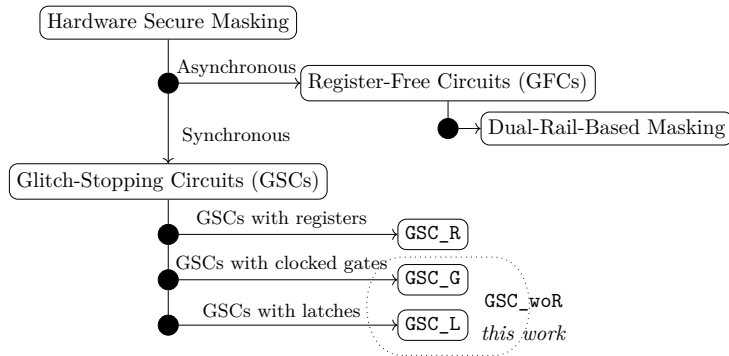 Hardware Secure Masking
Asynchronous
Register-Free Circuits (GFCs)
Dual-Rail-Based Masking
Synchronous
Glitch-Stopping Circuits (GSCs)
GSCs with registers
GSC_R
GSCs with clocked gates
GSC_G
GSC_woR
GSCs with latches
GSC_L
this work